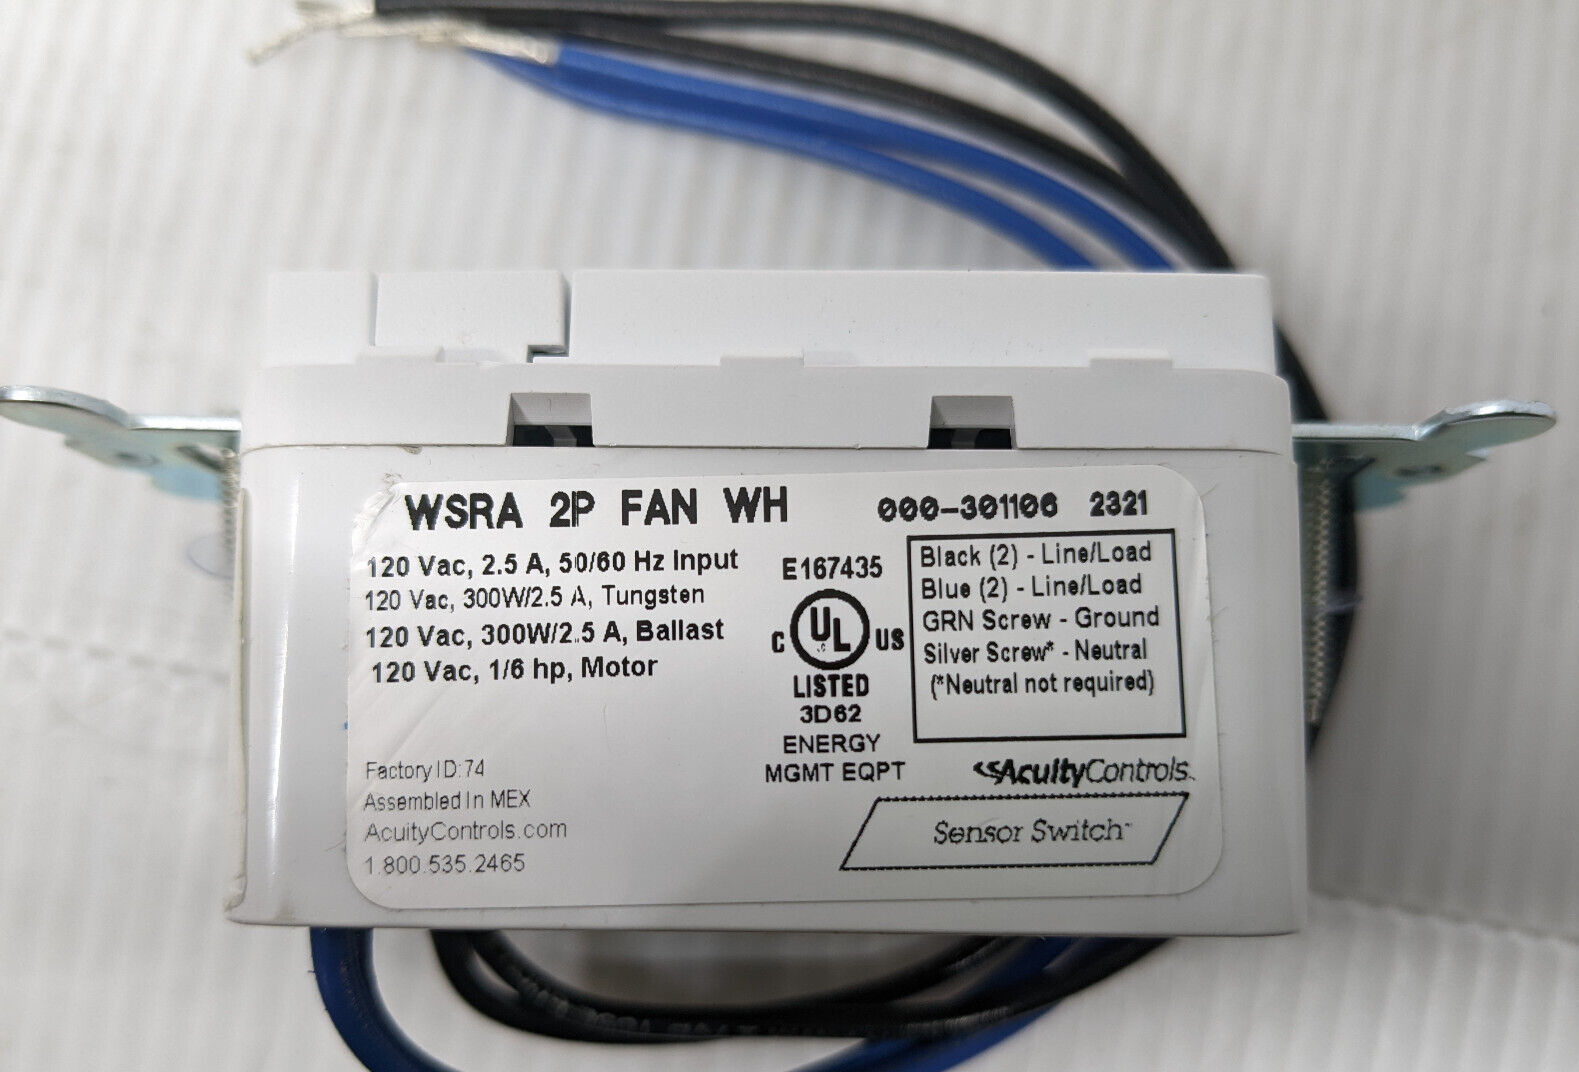 WSRA 2P FAN WH
000-301106 2321
120 Vac, 2.5 A, 50/60 Hz Input
120 Vac, 300W/2.5 A, Tungsten
120 Vac, 300W/2.5 A, Ballast
120 Vac, 1/6 hp, Motor
E167435
C UL US
LISTED
3D62
ENERGY
MGMT EQPT
Black (2) - Line/Load
Blue (2) - Line/Load
GRN Screw - Ground
Silver Screw* - Neutral
(*Neutral not required)
Factory ID:74
Assembled In MEX
AcuityControls.com
1.800.535.2465
AcuityControls.
Sensor Switch™